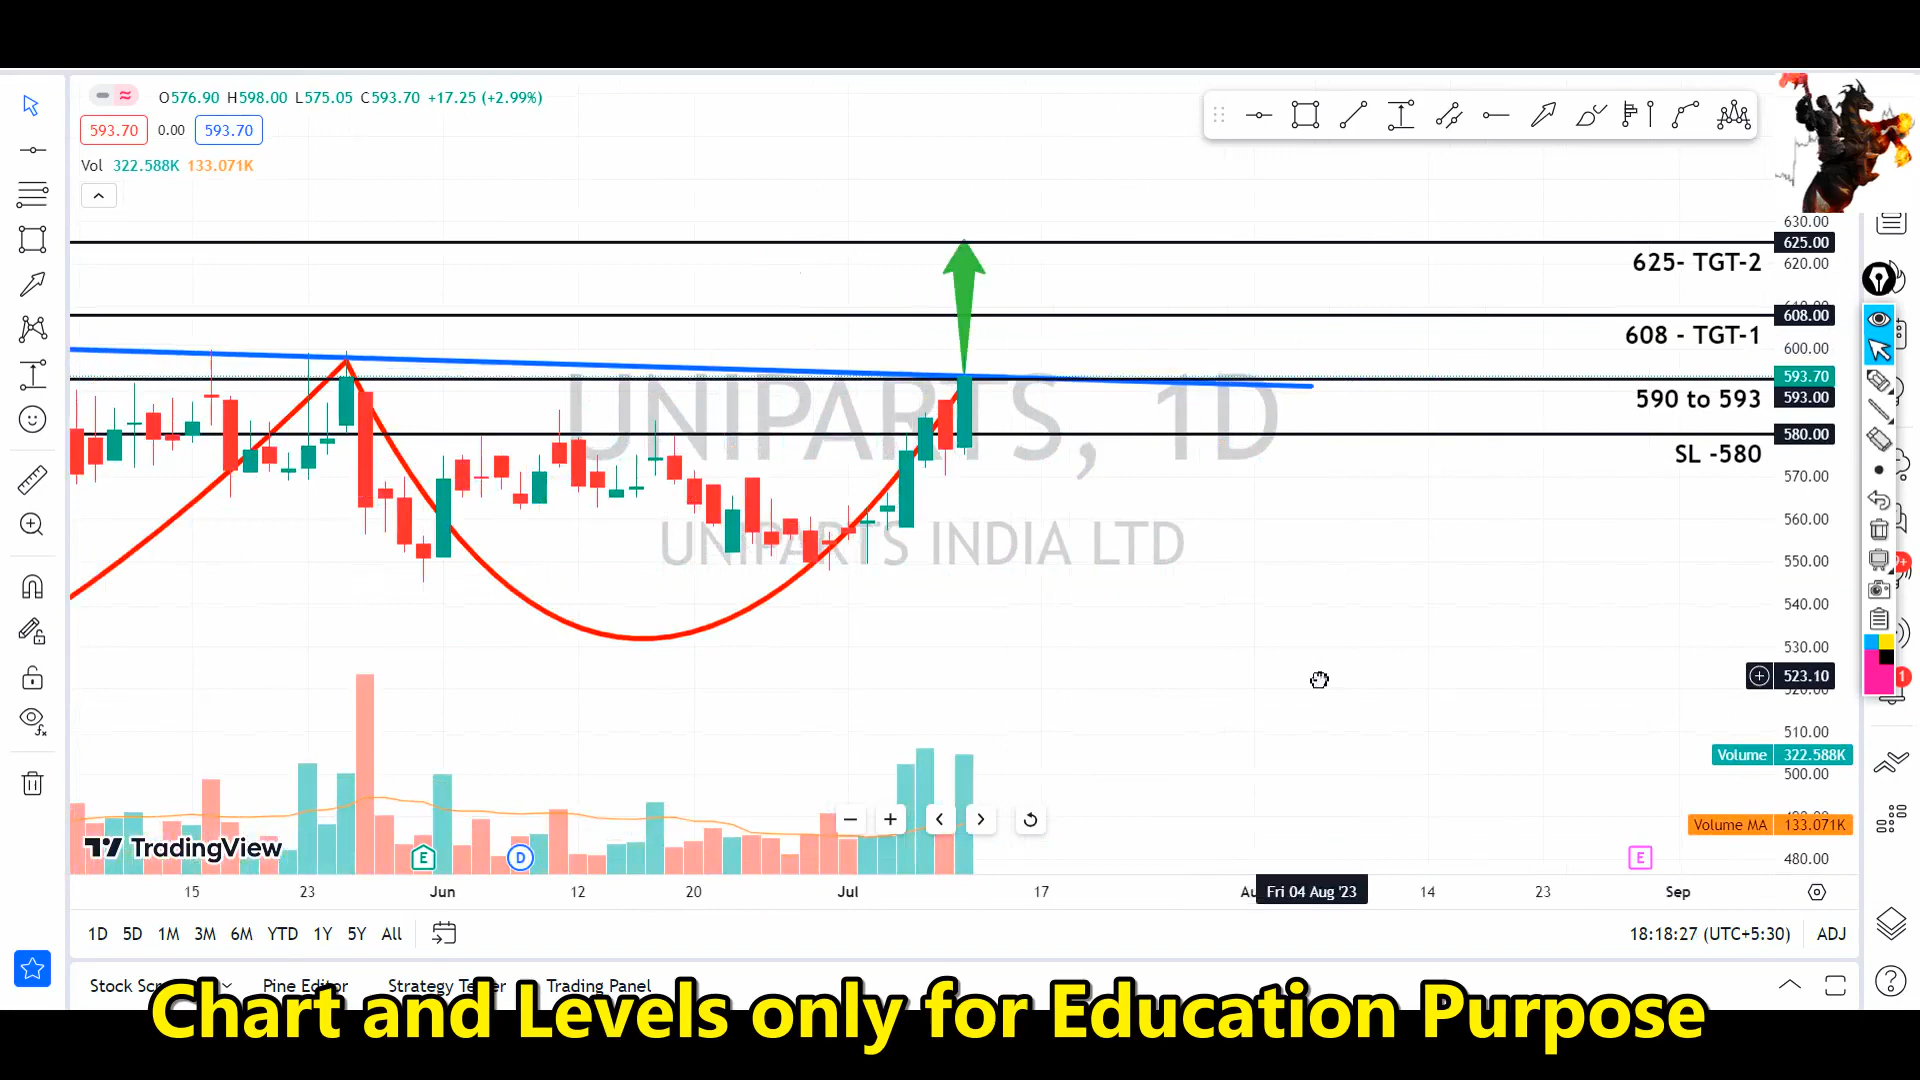 O576.90 H598.00 L575.05 C593.70 +17.25 (+2.99%)
593.70 0.00 593.70
Vol 322.588K 133.071K
630.00
625.00
625- TGT-2
620.00
608.00
608 - TGT-1
600.00
593.70
593.00
590 to 593
UNIPARTS, 1D
580.00
SL -580
570.00
560.00
UNIPARTS INDIA LTD
550.00
540.00
530.00
523.10
510.00
Volume 322.588K
500.00
Volume MA 133.071K
TradingView
E D E
480.00
15 23 Jun 12 20 Jul 17 Fri 04 Aug '23 14 23 Sep
1D 5D 1M 3M 6M YTD 1Y 5Y All
18:18:27 (UTC+5:30) ADJ
Pine Editor Strategy Tester Trading Panel
Chart and Levels only for Education Purpose